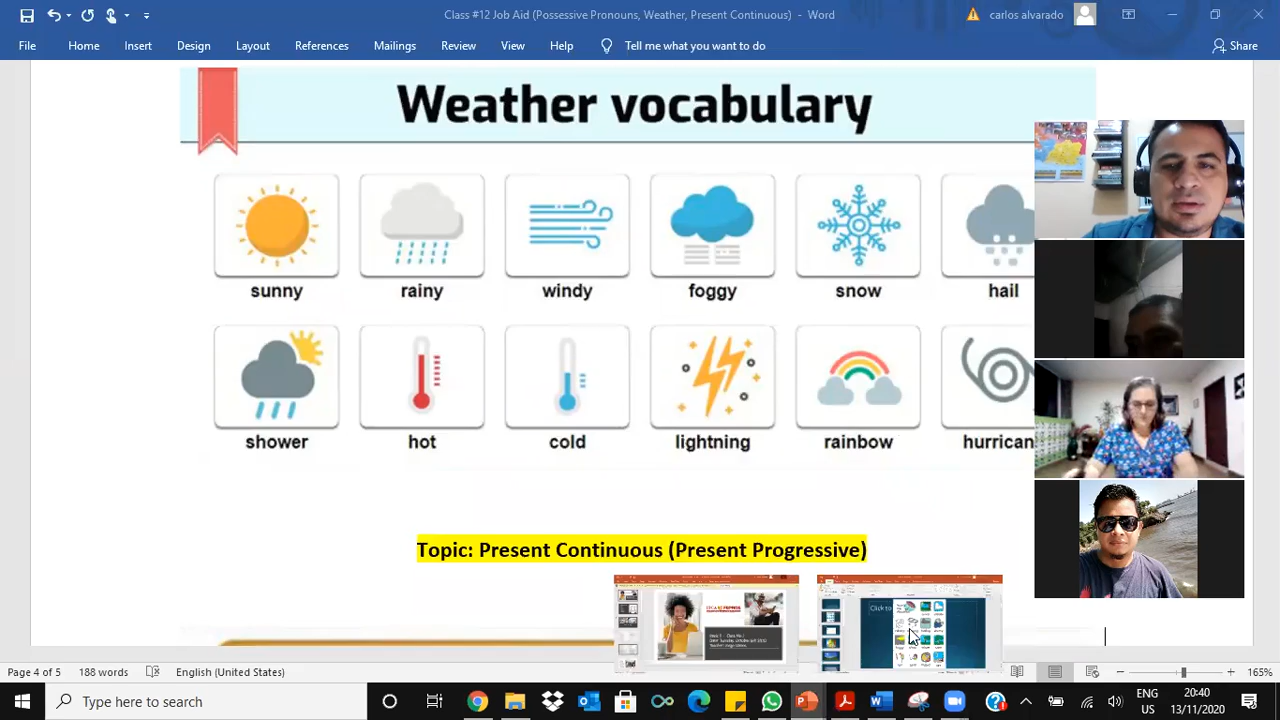 Class #12 Job Aid (Possessive Pronouns, Weather, Present Continuous) - Word
carlos alvarado
File Home Insert Design Layout References Mailings Review View Help Tell me what you want to do Share
Weather vocabulary
sunny rainy windy foggy snow hail
shower hot cold lightning rainbow hurrican
Topic: Present Continuous (Present Progressive)
Click to
Page 4 of 5 188 words English (United States) 165%
Type here to search
ENG 20:40
US 13/11/2020